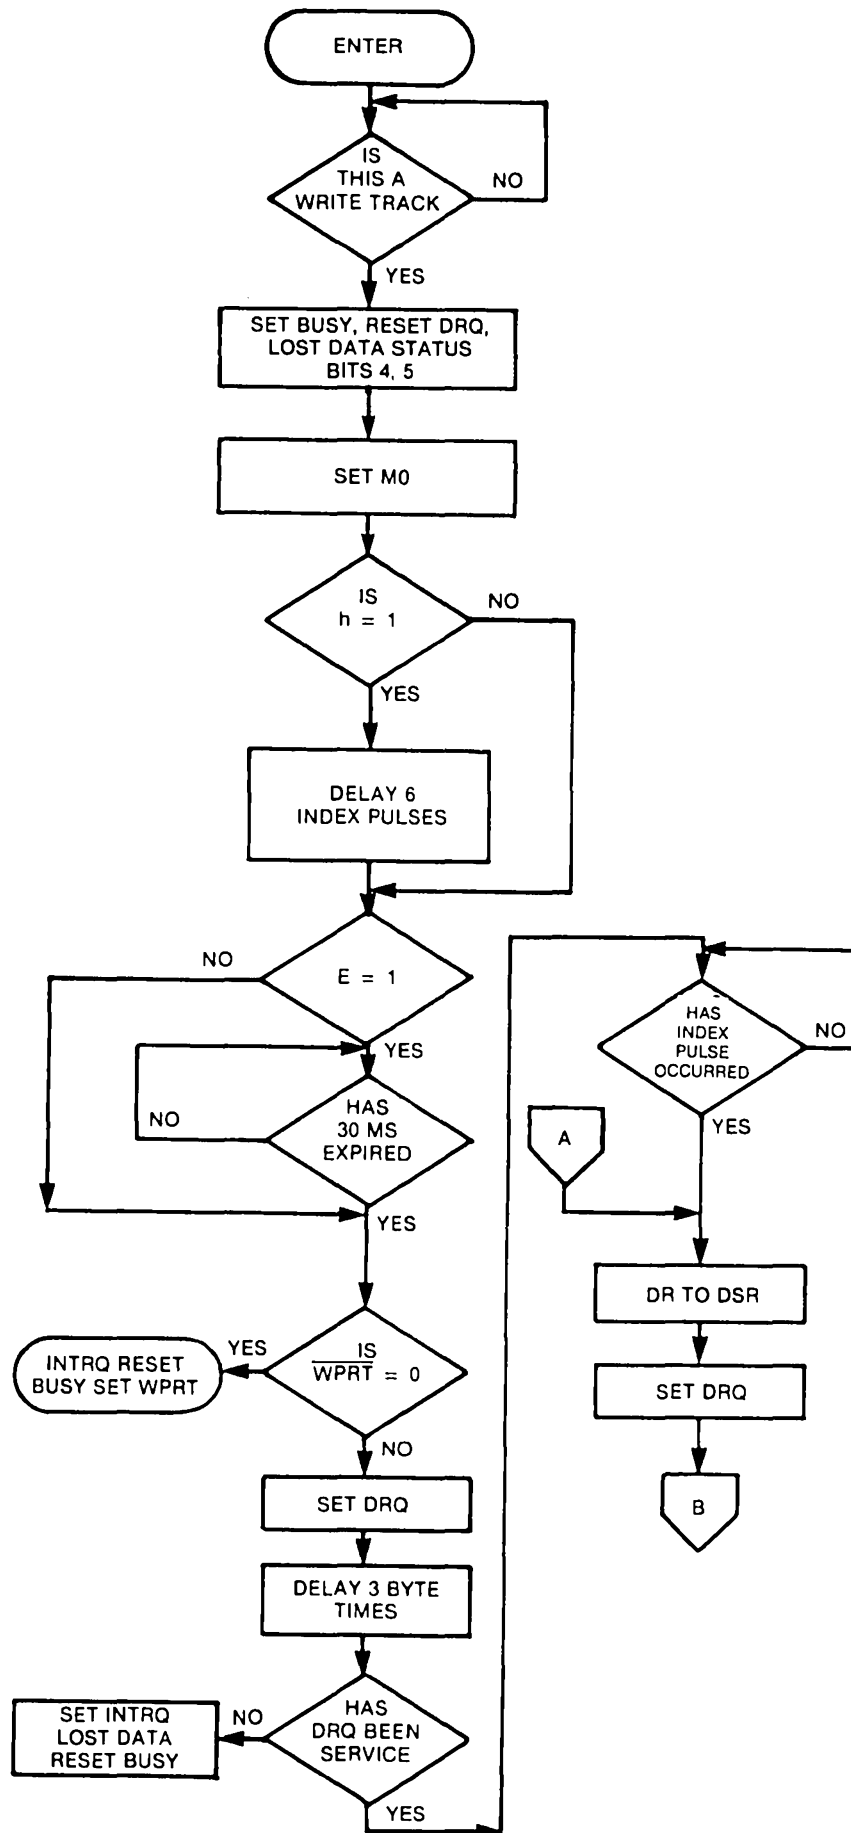 ENTER
IS
THIS A
WRITE TRACK
NO
YES
SET BUSY, RESET DRQ,
LOST DATA STATUS
BITS 4, 5
SET M0
IS
h = 1
NO
YES
DELAY 6
INDEX PULSES
NO
E = 1
YES
HAS
30 MS
EXPIRED
NO
YES
IS
WPRT = 0
YES
INTRQ RESET
BUSY SET WPRT
NO
SET DRQ
DELAY 3 BYTE
TIMES
HAS
DRQ BEEN
SERVICE
NO
SET INTRQ
LOST DATA
RESET BUSY
YES
HAS
INDEX
PULSE
OCCURRED
NO
YES
A
DR TO DSR
SET DRQ
B